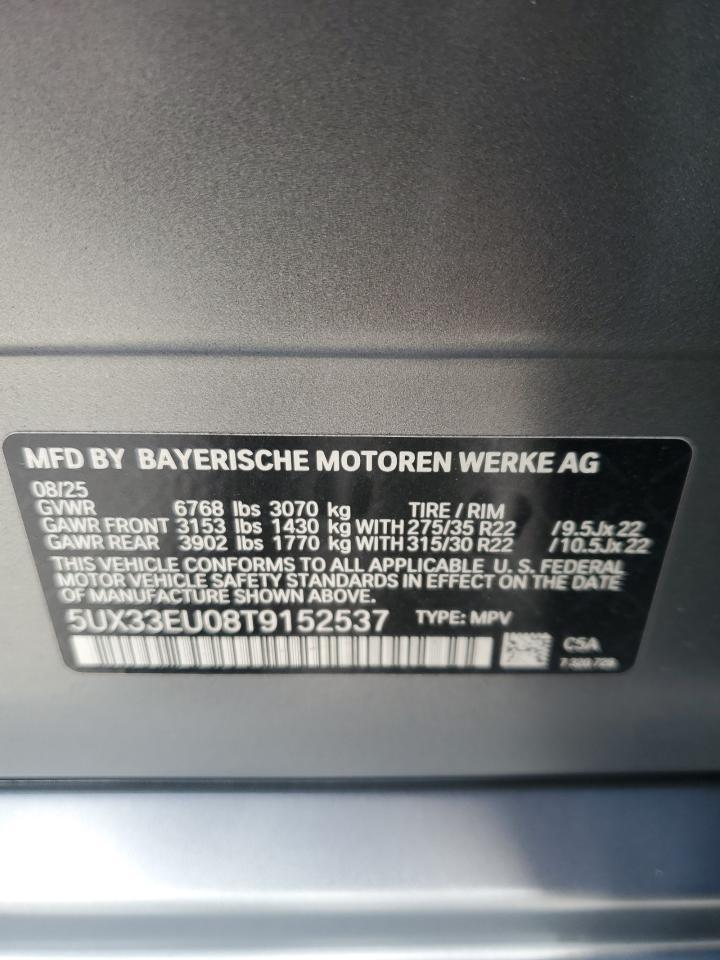 MFD BY BAYERISCHE MOTOREN WERKE AG
08/25
GVWR 6768 lbs 3070 kg TIRE / RIM
GAWR FRONT 3153 lbs 1430 kg WITH 275/35 R22 /9.5Jx22
GAWR REAR 3902 lbs 1770 kg WITH 315/30 R22 /10.5Jx22
THIS VEHICLE CONFORMS TO ALL APPLICABLE U. S. FEDERAL
MOTOR VEHICLE SAFETY STANDARDS IN EFFECT ON THE DATE
OF MANUFACTURE SHOWN ABOVE.
5UX33EU08T9152537 TYPE: MPV
CSA